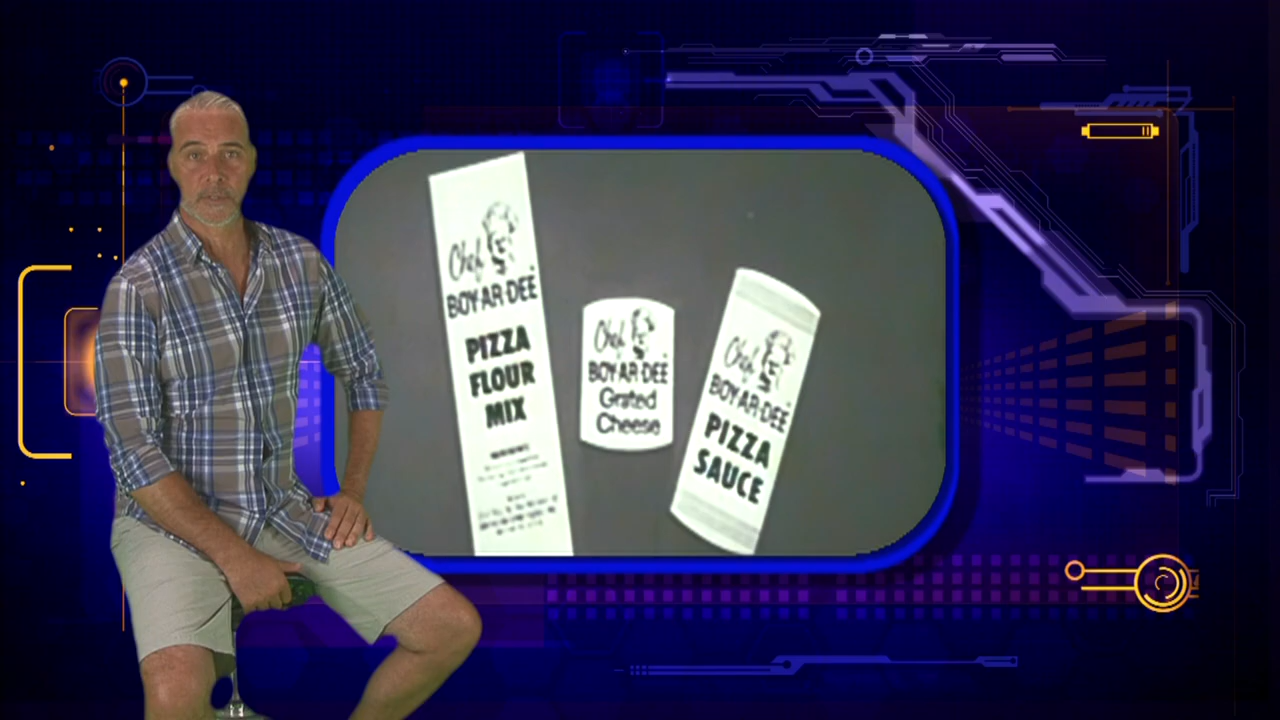 Chef
BOY-AR-DEE
PIZZA
FLOUR
MIX
Chef
BOY-AR-DEE
Grated
Cheese
Chef
BOY-AR-DEE
PIZZA
SAUCE